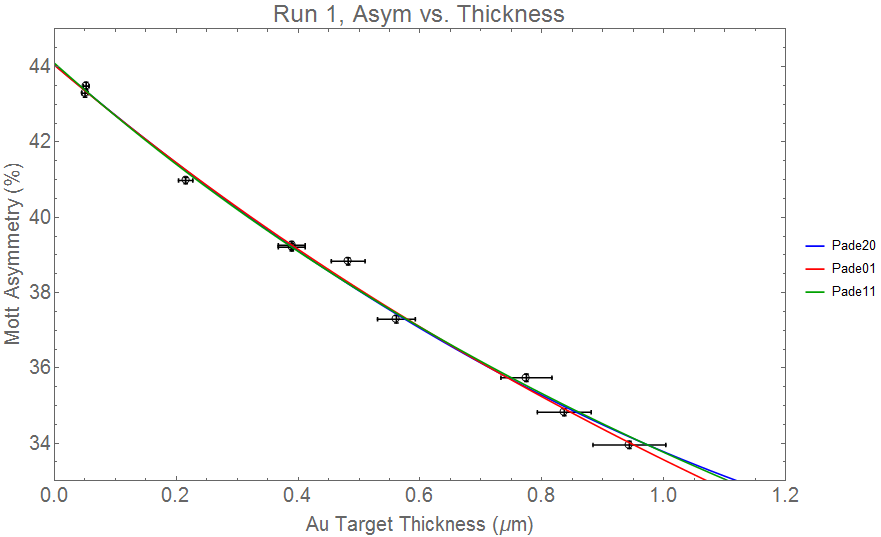 Run 1, Asym vs. Thickness
Mott Asymmetry (%)
44
42
40
38
36
34
0.0 0.2 0.4 0.6 0.8 1.0 1.2
Au Target Thickness (μm)
Pade20
Pade01
Pade11